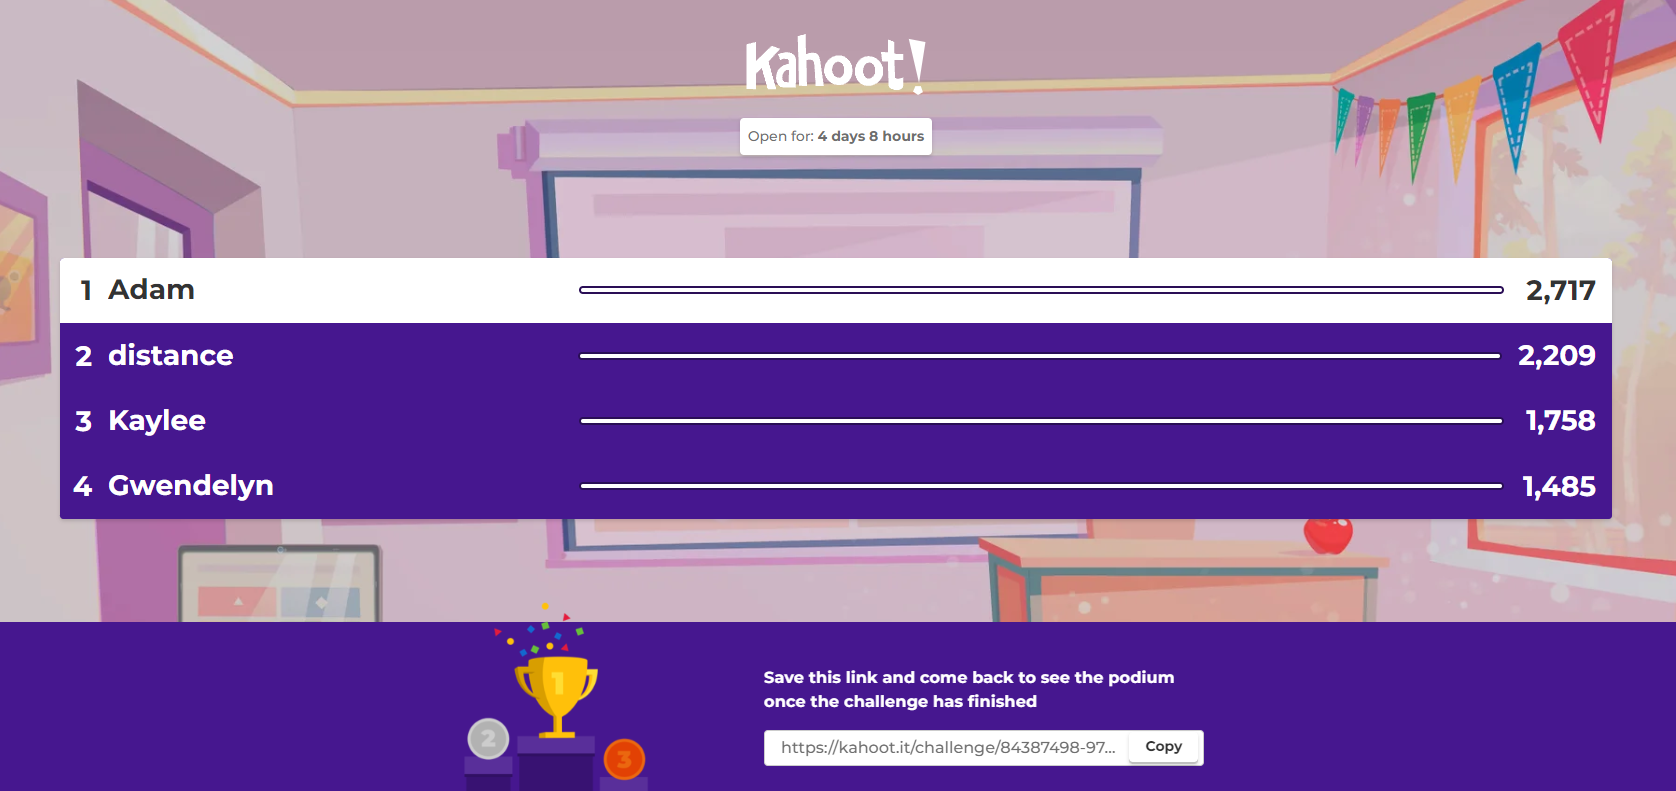 Kahoot!
Open for: 4 days 8 hours
1 Adam 2,717
2 distance 2,209
3 Kaylee 1,758
4 Gwendelyn 1,485
1
2
3
Save this link and come back to see the podium
once the challenge has finished
https://kahoot.it/challenge/84387498-97... Copy